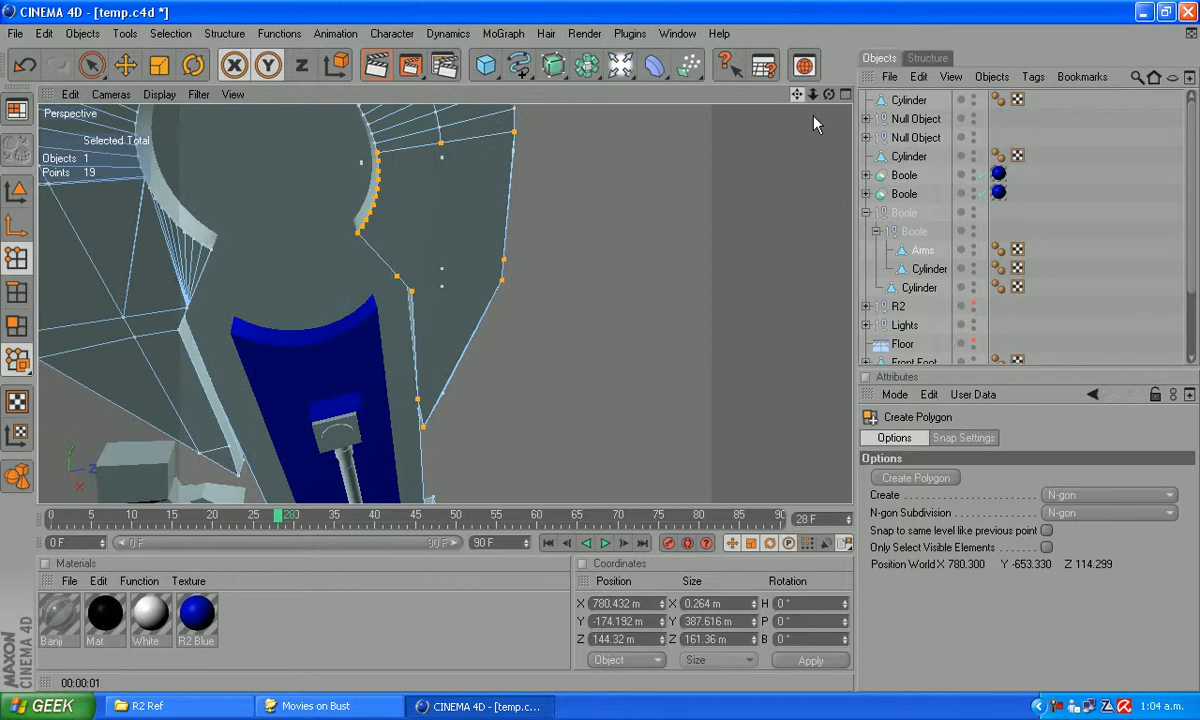 CINEMA 4D - [temp.c4d *]
File Edit Objects Tools Selection Structure Functions Animation Character Dynamics MoGraph Hair Render Plugins Window Help
X Y Z
Edit Cameras Display Filter View
Perspective
Selected Total
Objects 1
Points 19
Objects Structure
File Edit View Objects Tags Bookmarks
Cylinder
Null Object
Null Object
Cylinder
Boole
Boole
Boole
Boole
Arms
Cylinder
Cylinder
R2
Lights
Floor
Front Foot
Attributes
Mode Edit User Data
Create Polygon
Options Snap Settings
Options
Create Polygon
Create N-gon
N-gon Subdivision N-gon
Snap to same level like previous point
Only Select Visible Elements
Position World X 780.300 Y -653.330 Z 114.299
0 5 10 15 20 25 280 35 40 45 50 55 60 65 70 75 80 85 90 28 F
0 F 0 F 90 F 90 F
Materials
File Edit Function Texture
Banji Mat White R2 Blue
Coordinates
Position Size Rotation
X 780.432 m X 0.264 m H 0 °
Y -174.192 m Y 387.616 m P 0 °
Z 144.32 m Z 161.36 m B 0 °
Object Size Apply
MAXON CINEMA 4D
00:00:01
GEEK R2 Ref Movies on Bust CINEMA 4D - [temp.c... 1:04 a.m.